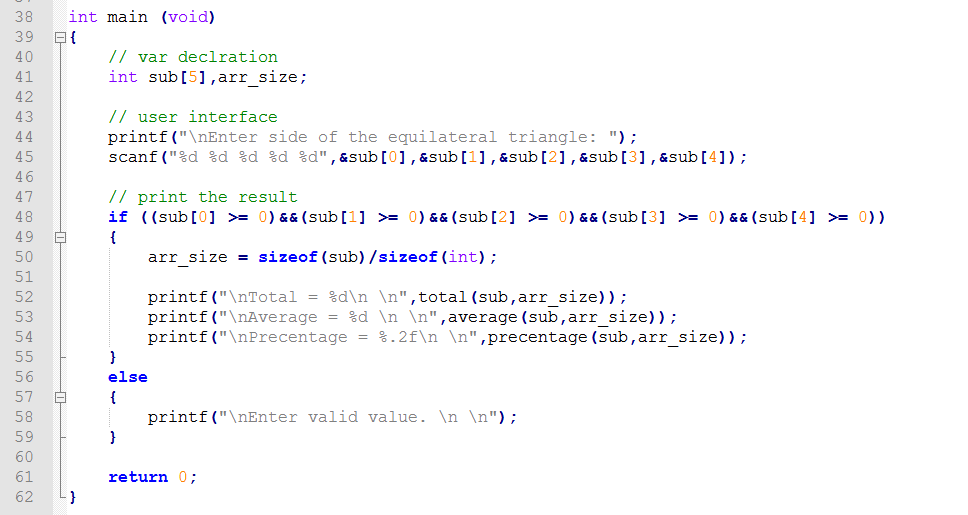 38 int main (void)
39 {
40 // var declration
41 int sub[5],arr_size;
42
43 // user interface
44 printf("\nEnter side of the equilateral triangle: ");
45 scanf("%d %d %d %d %d",&sub[0],&sub[1],&sub[2],&sub[3],&sub[4]);
46
47 // print the result
48 if ((sub[0] >= 0)&&(sub[1] >= 0)&&(sub[2] >= 0)&&(sub[3] >= 0)&&(sub[4] >= 0))
49 {
50 arr_size = sizeof(sub)/sizeof(int);
51
52 printf("\nTotal = %d\n \n",total(sub,arr_size));
53 printf("\nAverage = %d \n \n",average(sub,arr_size));
54 printf("\nPrecentage = %.2f\n \n",precentage(sub,arr_size));
55 }
56 else
57 {
58 printf("\nEnter valid value. \n \n");
59 }
60
61 return 0;
62 }